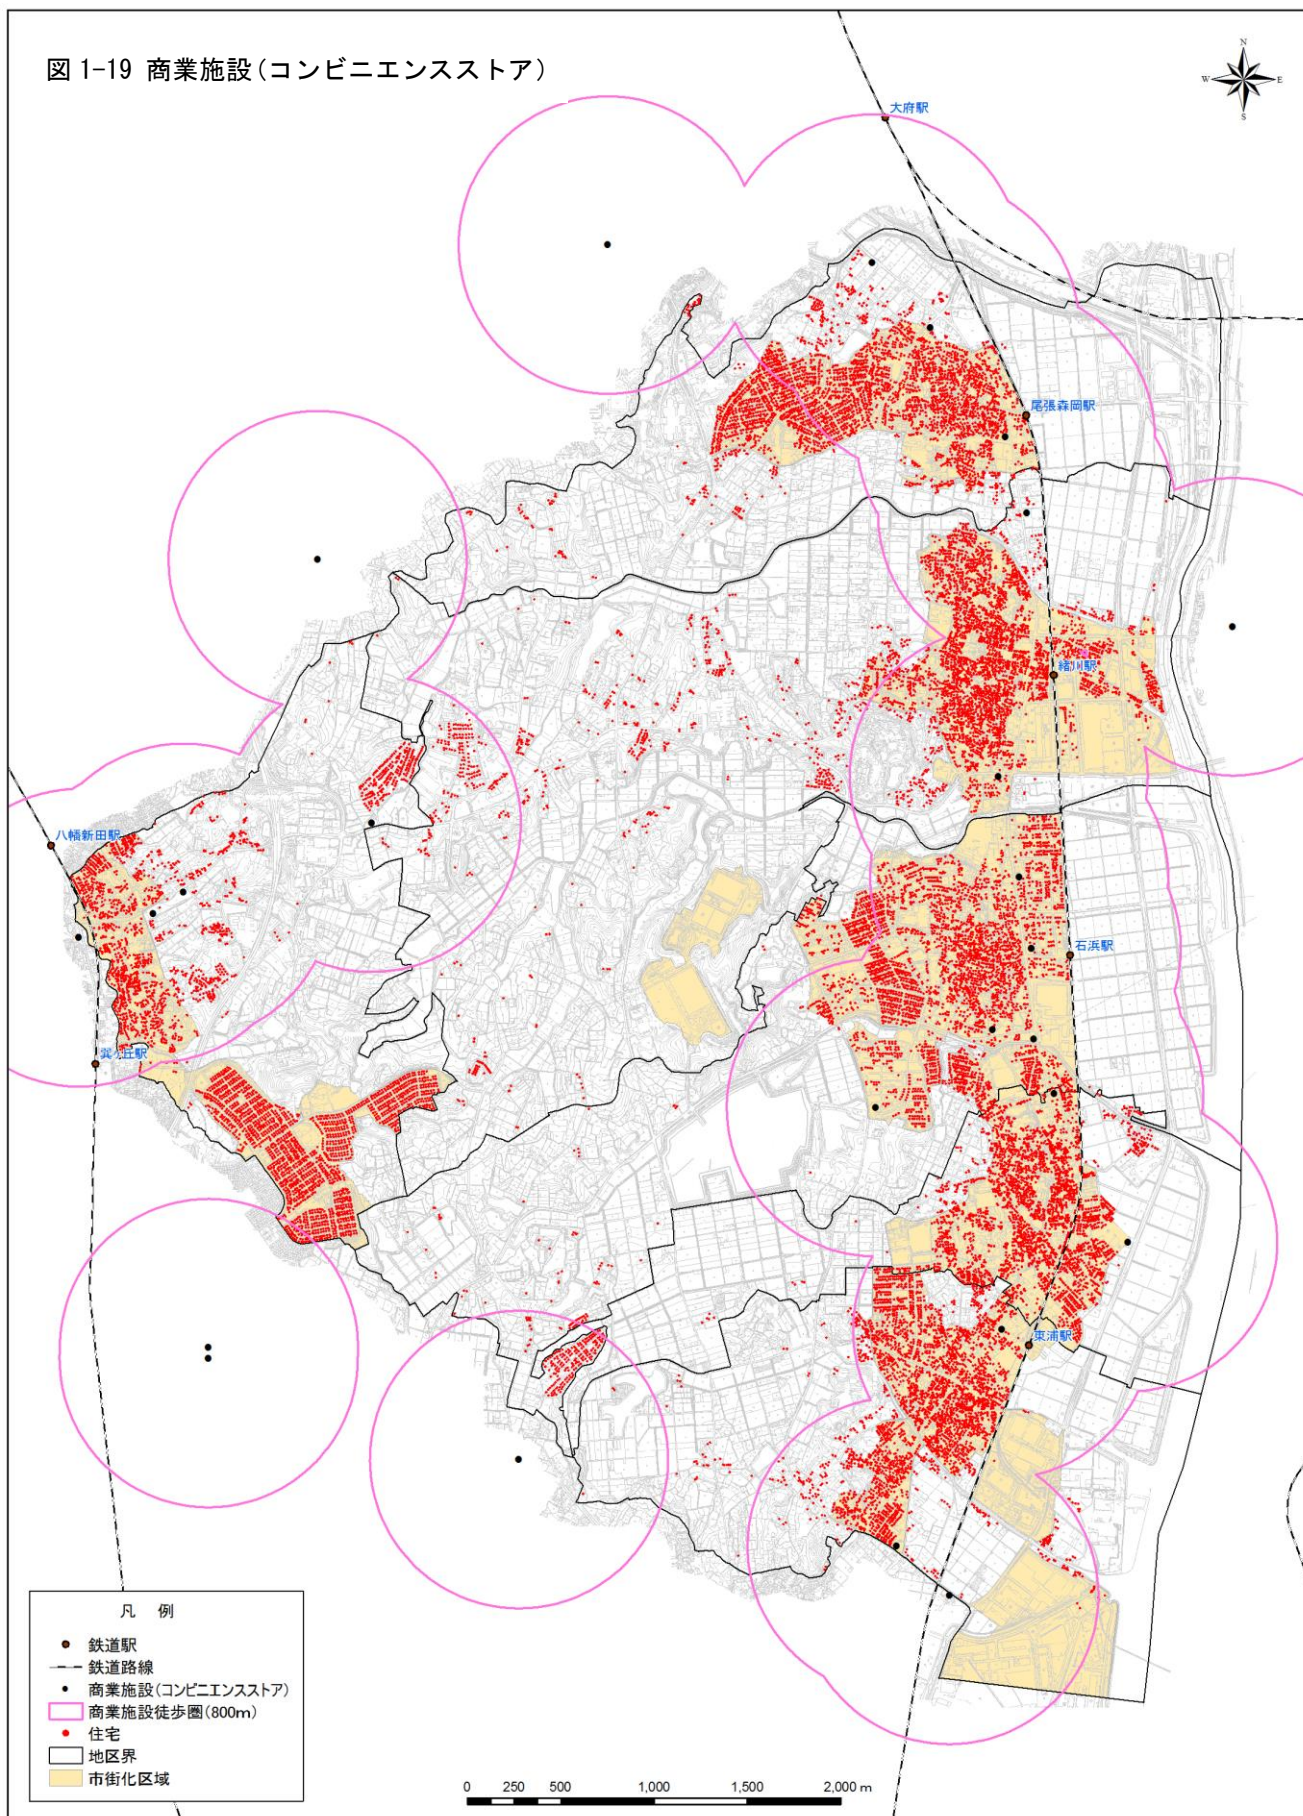 図 1-19 商業施設(コンビニエンスストア)
N
W
E
S
大府駅
尾張森岡駅
緒川駅
八幡新田駅
石浜駅
巽ヶ丘駅
東浦駅
凡 例
鉄道駅
鉄道路線
商業施設(コンビニエンスストア)
商業施設徒歩圏(800m)
住宅
地区界
市街化区域
0 250 500 1,000 1,500 2,000 m